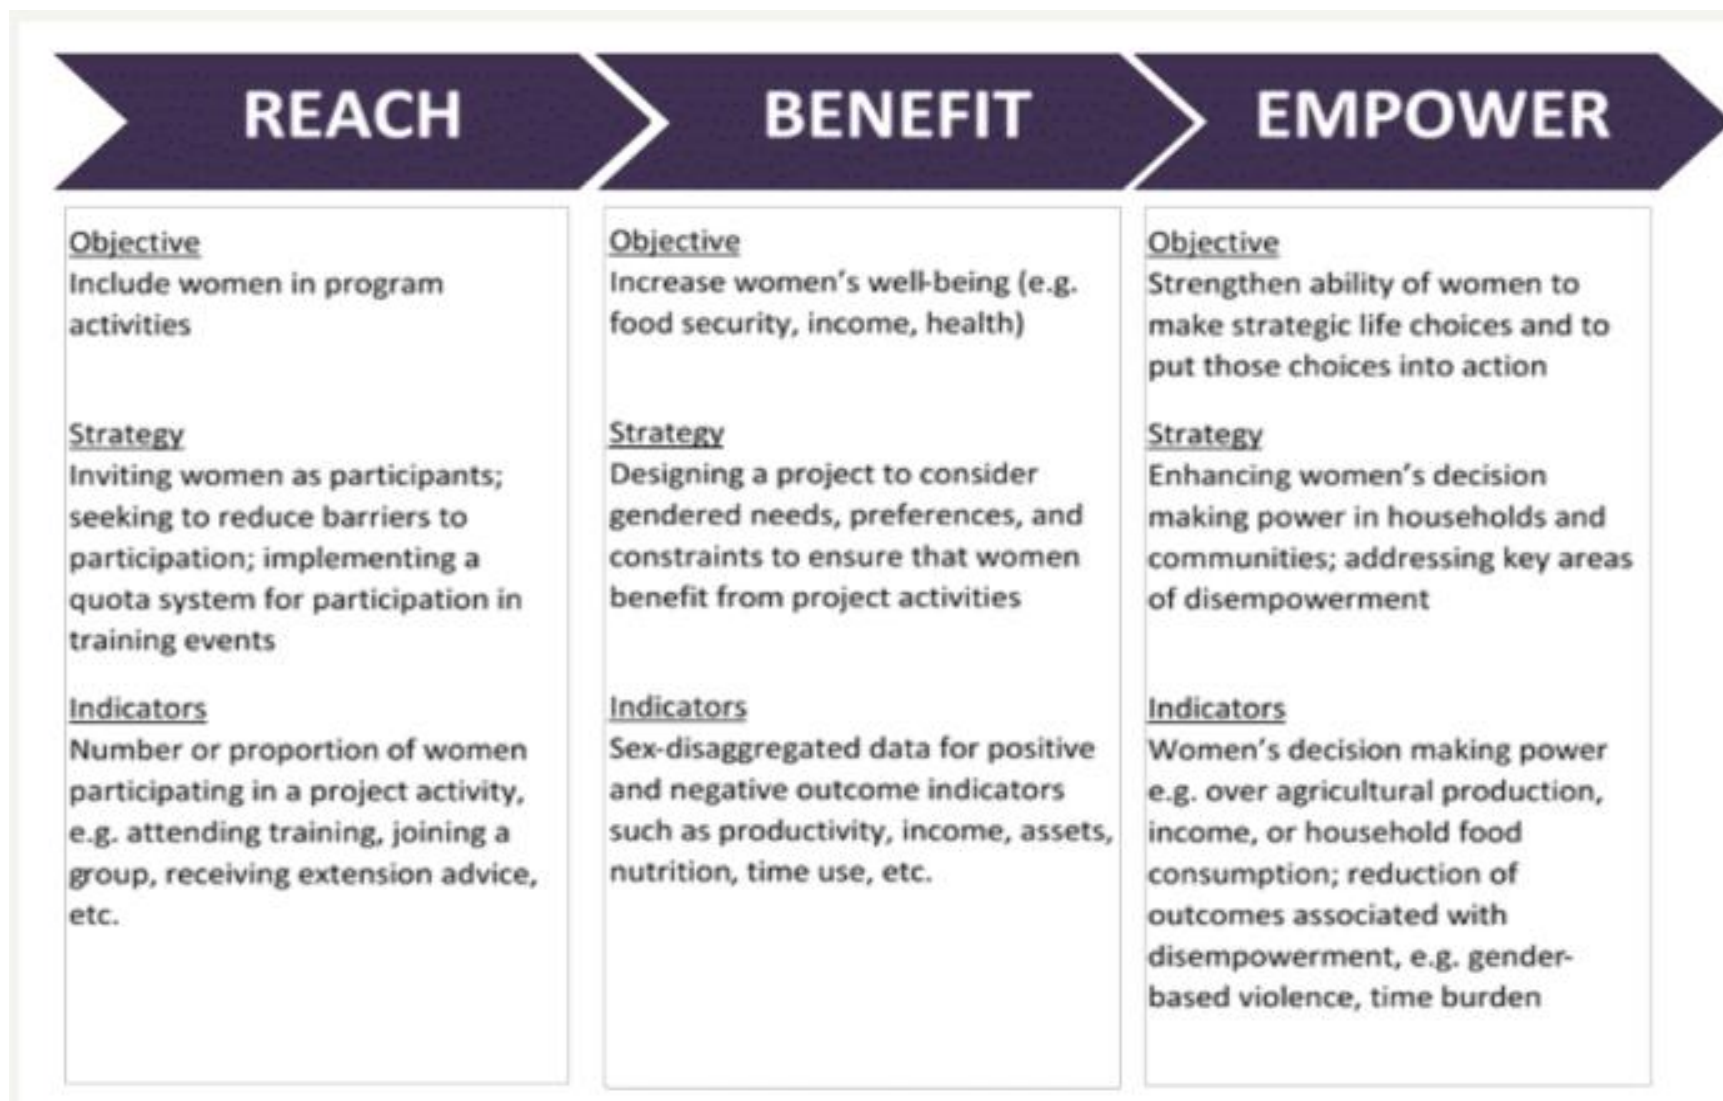 REACH
Objective
Include women in program
activities
Strategy
Inviting women as participants;
seeking to reduce barriers to
participation; implementing a
quota system for participation in
training events
Indicators
Number or proportion of women
participating in a project activity,
e.g. attending training, joining a
group, receiving extension advice,
etc.
BENEFIT
Objective
Increase women's well-being (e.g.
food security, income, health)
Strategy
Designing a project to consider
gendered needs, preferences, and
constraints to ensure that women
benefit from project activities
Indicators
Sex-disaggregated data for positive
and negative outcome indicators
such as productivity, income, assets,
nutrition, time use, etc.
EMPOWER
Objective
Strengthen ability of women to
make strategic life choices and to
put those choices into action
Strategy
Enhancing women's decision
making power in households and
communities; addressing key areas
of disempowerment
Indicators
Women's decision making power
e.g. over agricultural production,
income, or household food
consumption; reduction of
outcomes associated with
disempowerment, e.g. gender-
based violence, time burden